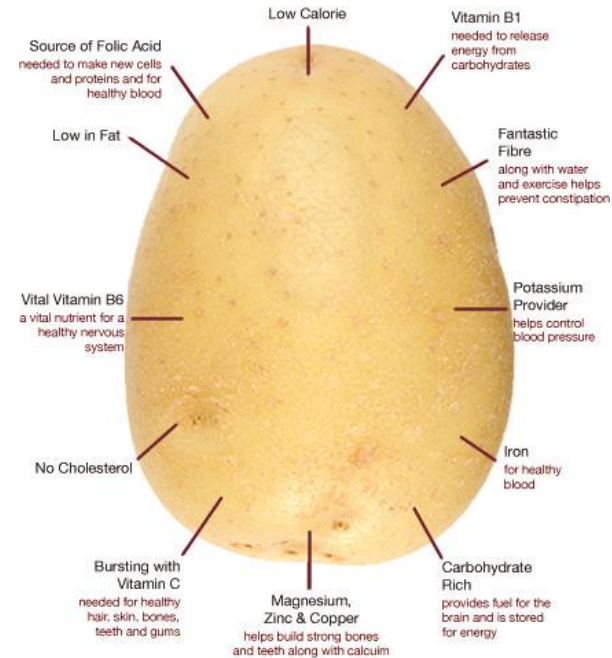 Low Calorie
Vitamin B1
needed to release
energy from
carbohydrates
Source of Folic Acid
needed to make new cells
and proteins and for
healthy blood
Low in Fat
Fantastic
Fibre
along with water
and exercise helps
prevent constipation
Vital Vitamin B6
a vital nutrient for a
healthy nervous
system
Potassium
Provider
helps control
blood pressure
No Cholesterol
Iron
for healthy
blood
Bursting with
Vitamin C
needed for healthy
hair, skin, bones,
teeth and gums
Magnesium,
Zinc & Copper
helps build strong bones
and teeth along with calcuim
Carbohydrate
Rich
provides fuel for the
brain and is stored
for energy